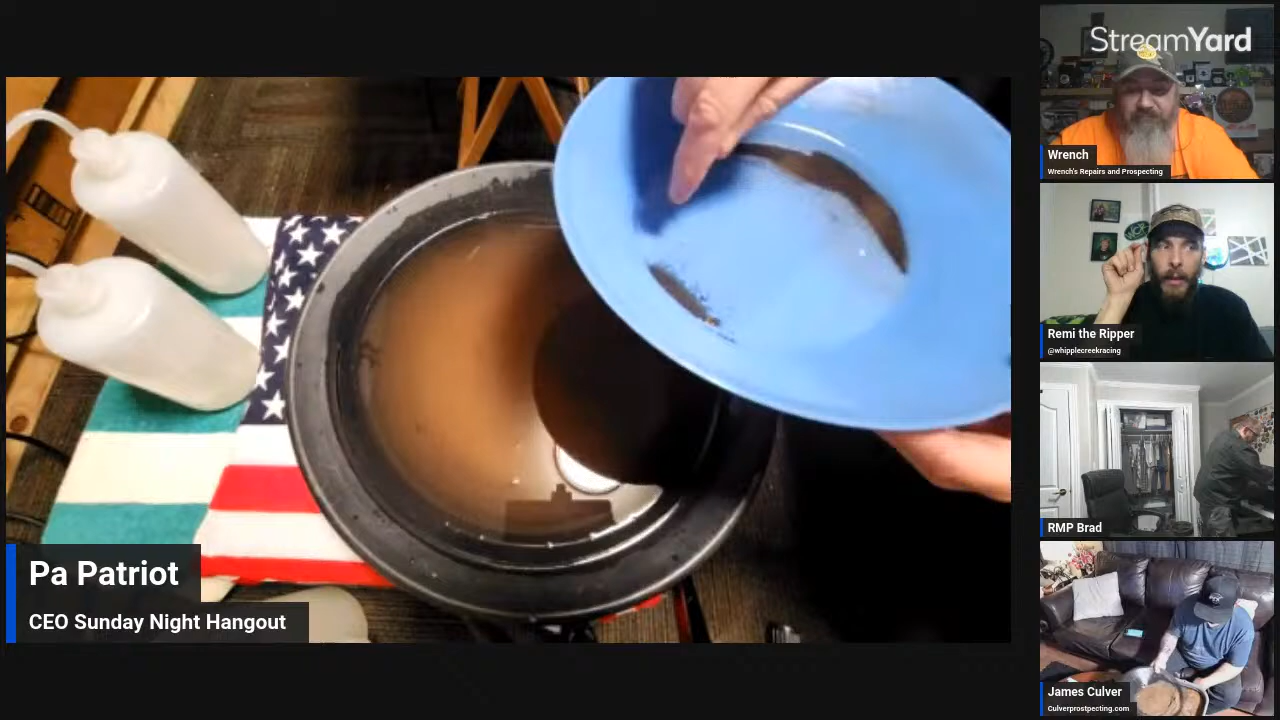 StreamYard
Pa Patriot
CEO Sunday Night Hangout
Wrench
Wrench's Repairs and Prospecting
Remi the Ripper
@whipplecreekracing
RMP Brad
James Culver
Culverprostpecting.com